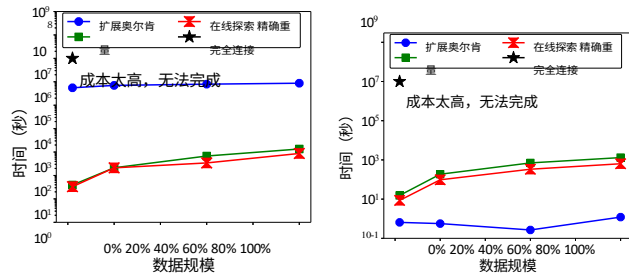 10⁹
10⁸
10⁷
10⁶
10⁴
10³
10²
10¹
10⁰
时间（秒）
扩展奥尔肯 在线探索 精确重
量 完全连接
成本太高，无法完成
0% 20% 40% 60% 80% 100%
数据规模
10⁹
10⁷
10³
10¹
10-1
时间（秒）
扩展奥尔肯 在线探索 精确重
量 完全连接
成本太高，无法完成
0% 20% 40% 60% 80% 100%
数据规模